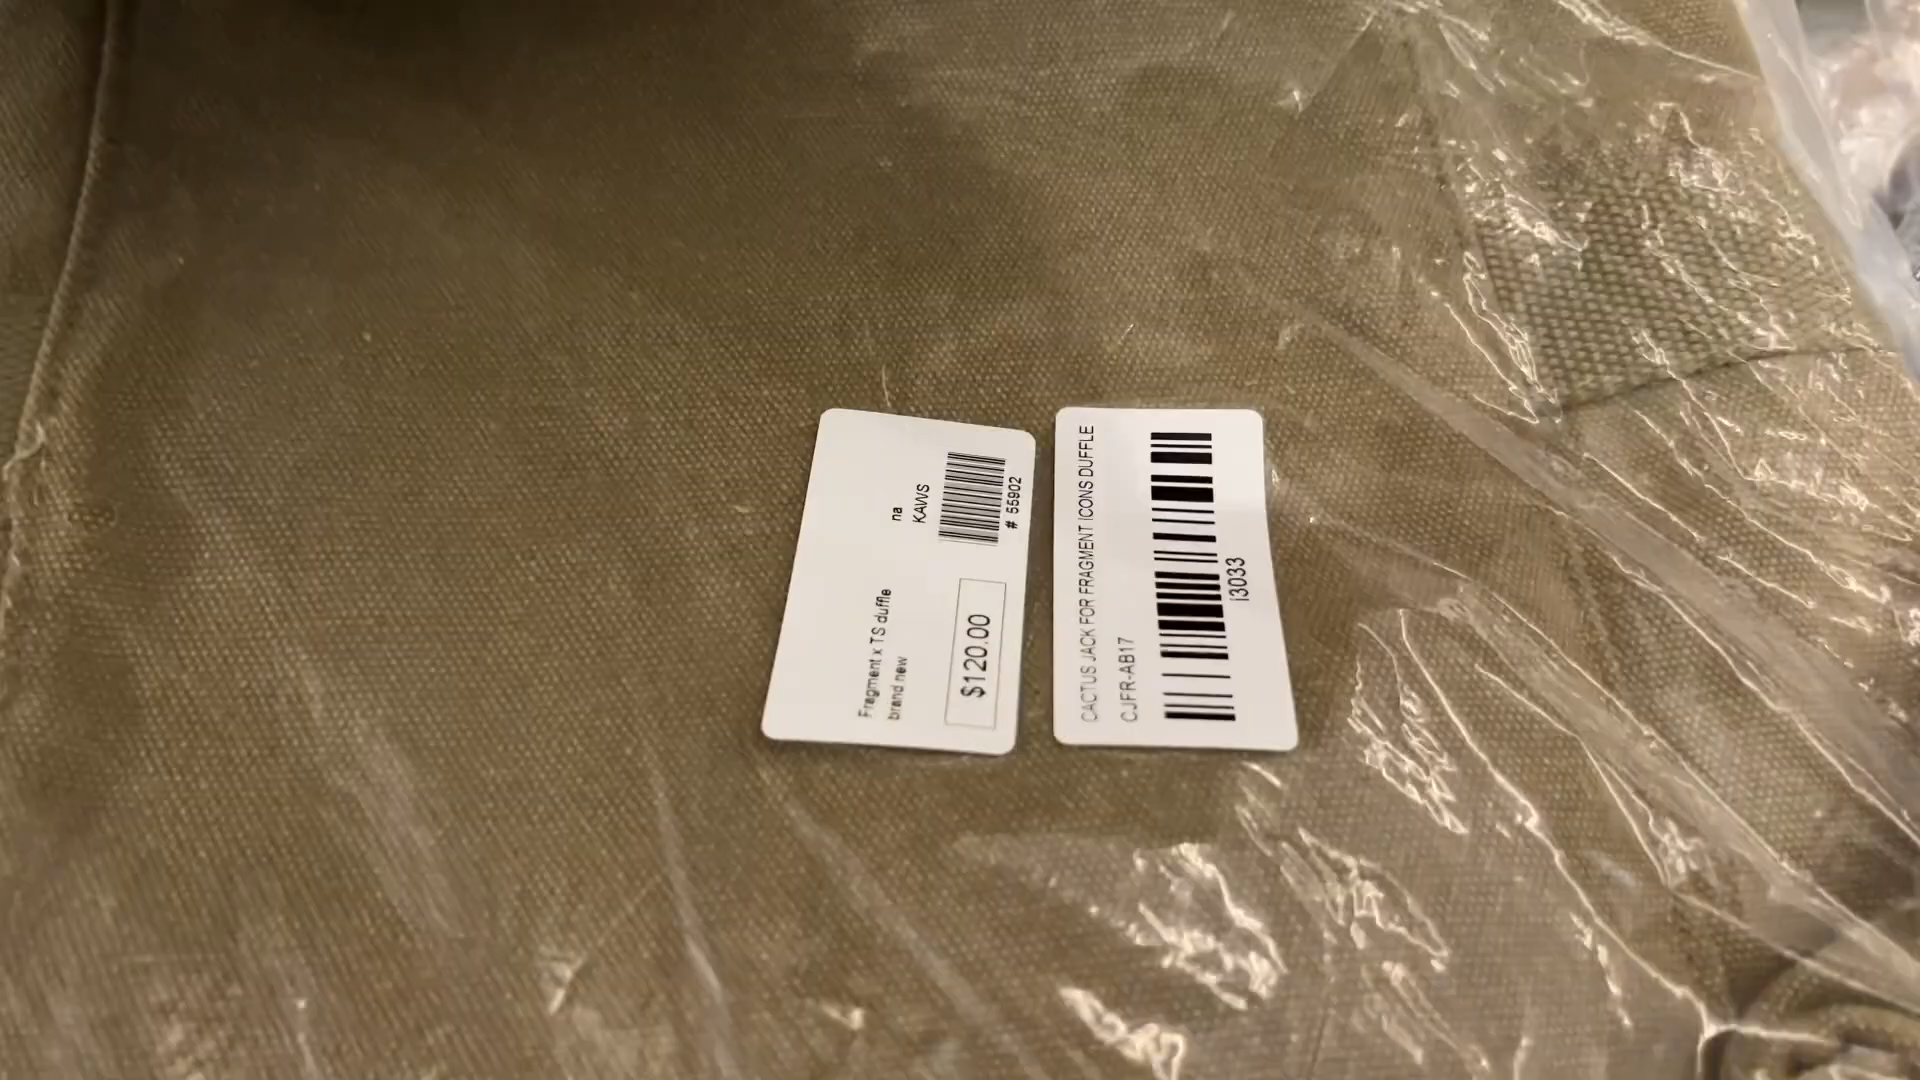 Fragment x TS duffle
brand new
na
KAWS
$120.00
# 55902
CACTUS JACK FOR FRAGMENT ICONS DUFFLE
CJFR-AB17
i3033